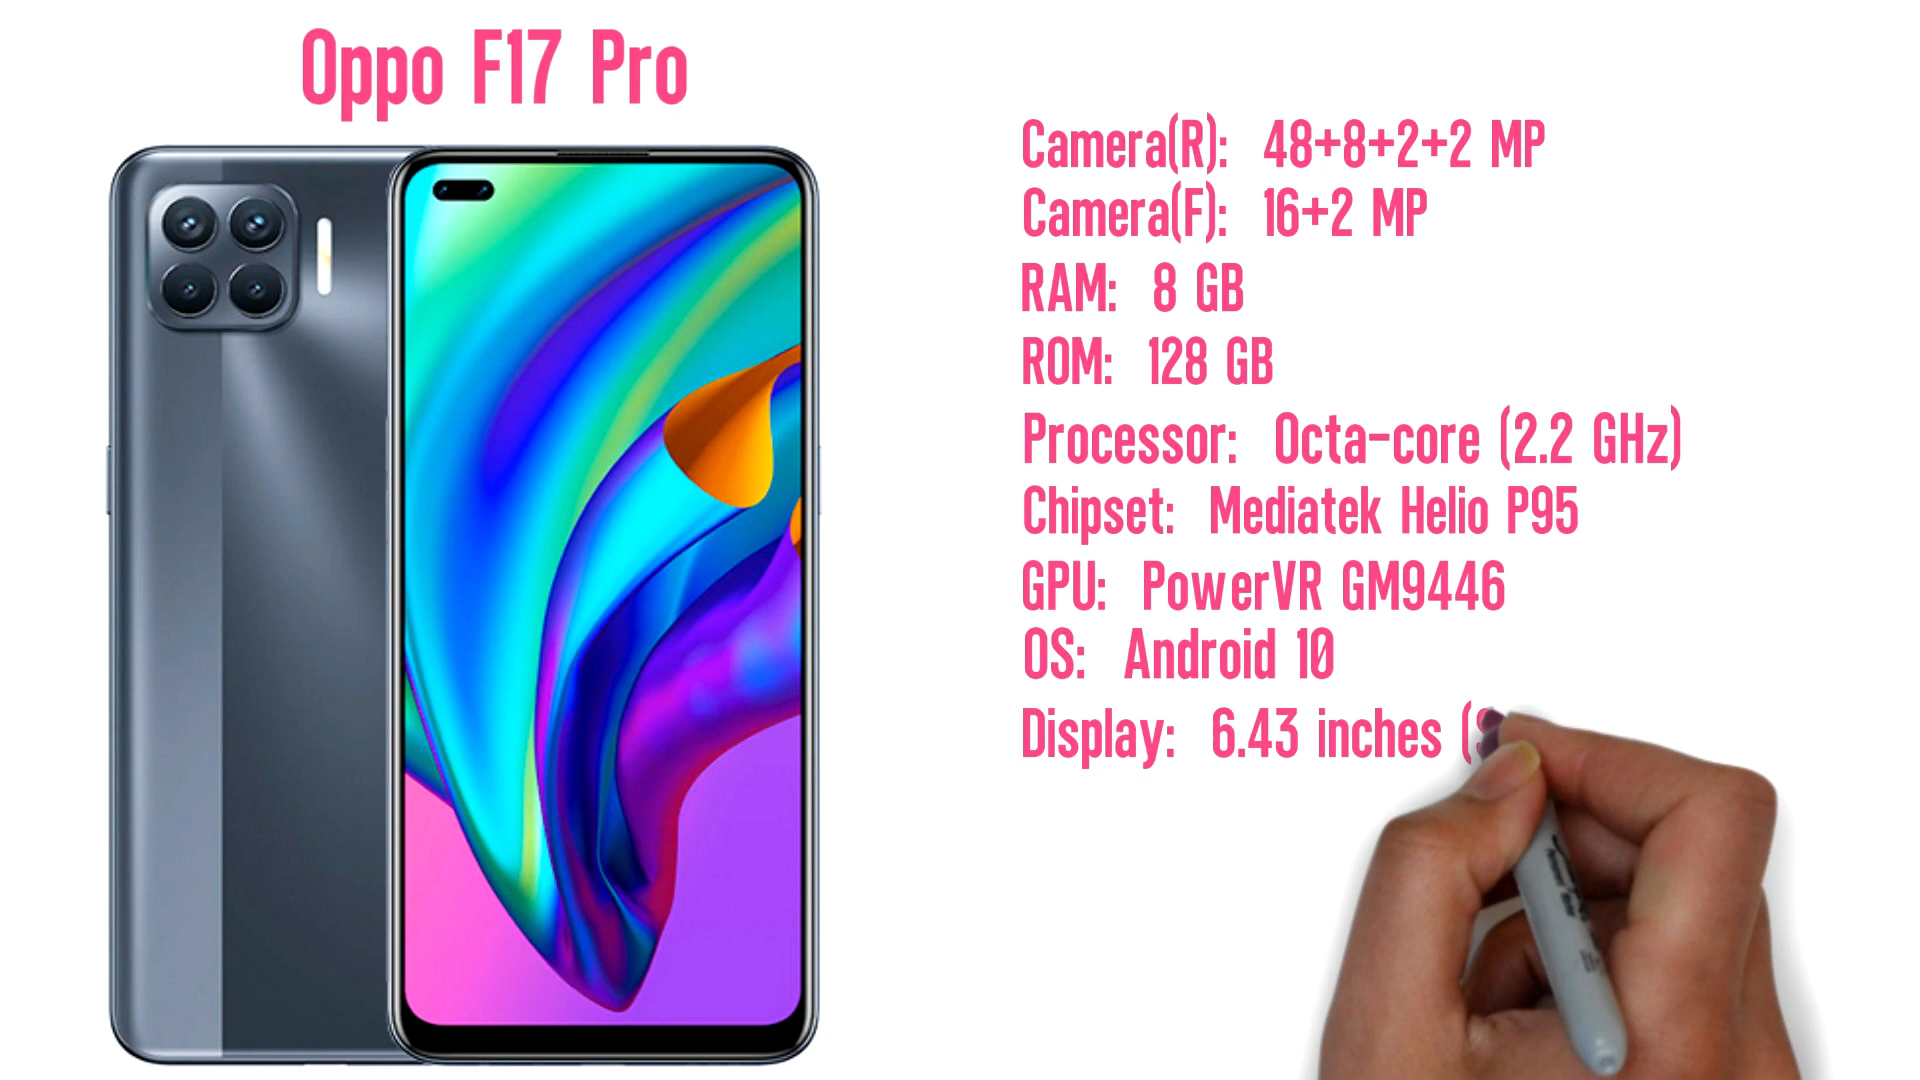 Oppo F17 Pro
Camera(R): 48+8+2+2 MP
Camera(F): 16+2 MP
RAM: 8 GB
ROM: 128 GB
Processor: Octa-core (2.2 GHz)
Chipset: Mediatek Helio P95
GPU: PowerVR GM9446
OS: Android 10
Display: 6.43 inches (